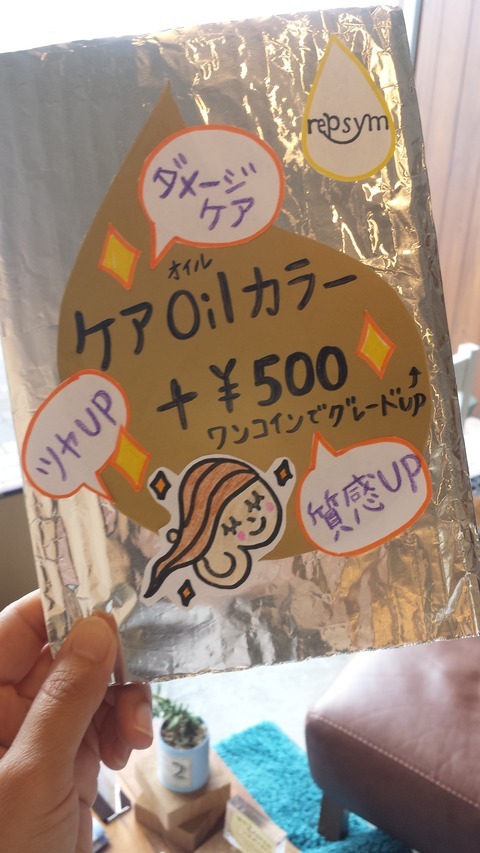 repsym
ダメージ
ケア
オイル
ケアOilカラー
+¥500
ワンコインでグレードUP↑
ツヤUP
質感UP